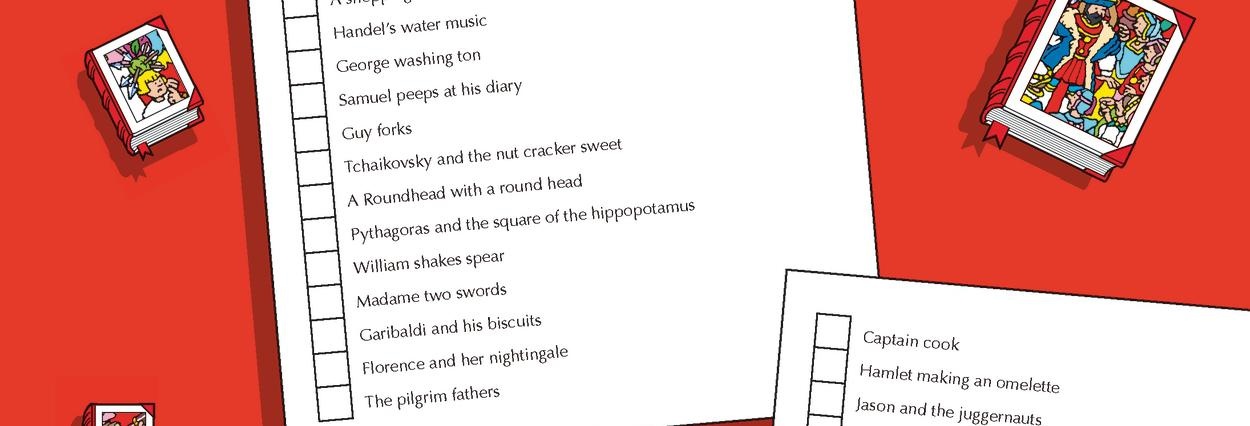 Handel's water music
George washing ton
Samuel peeps at his diary
Guy forks
Tchaikovsky and the nut cracker sweet
A Roundhead with a round head
Pythagoras and the square of the hippopotamus
William shakes spear
Madame two swords
Garibaldi and his biscuits
Florence and her nightingale
The pilgrim fathers
Captain cook
Hamlet making an omelette
Jason and the juggernauts